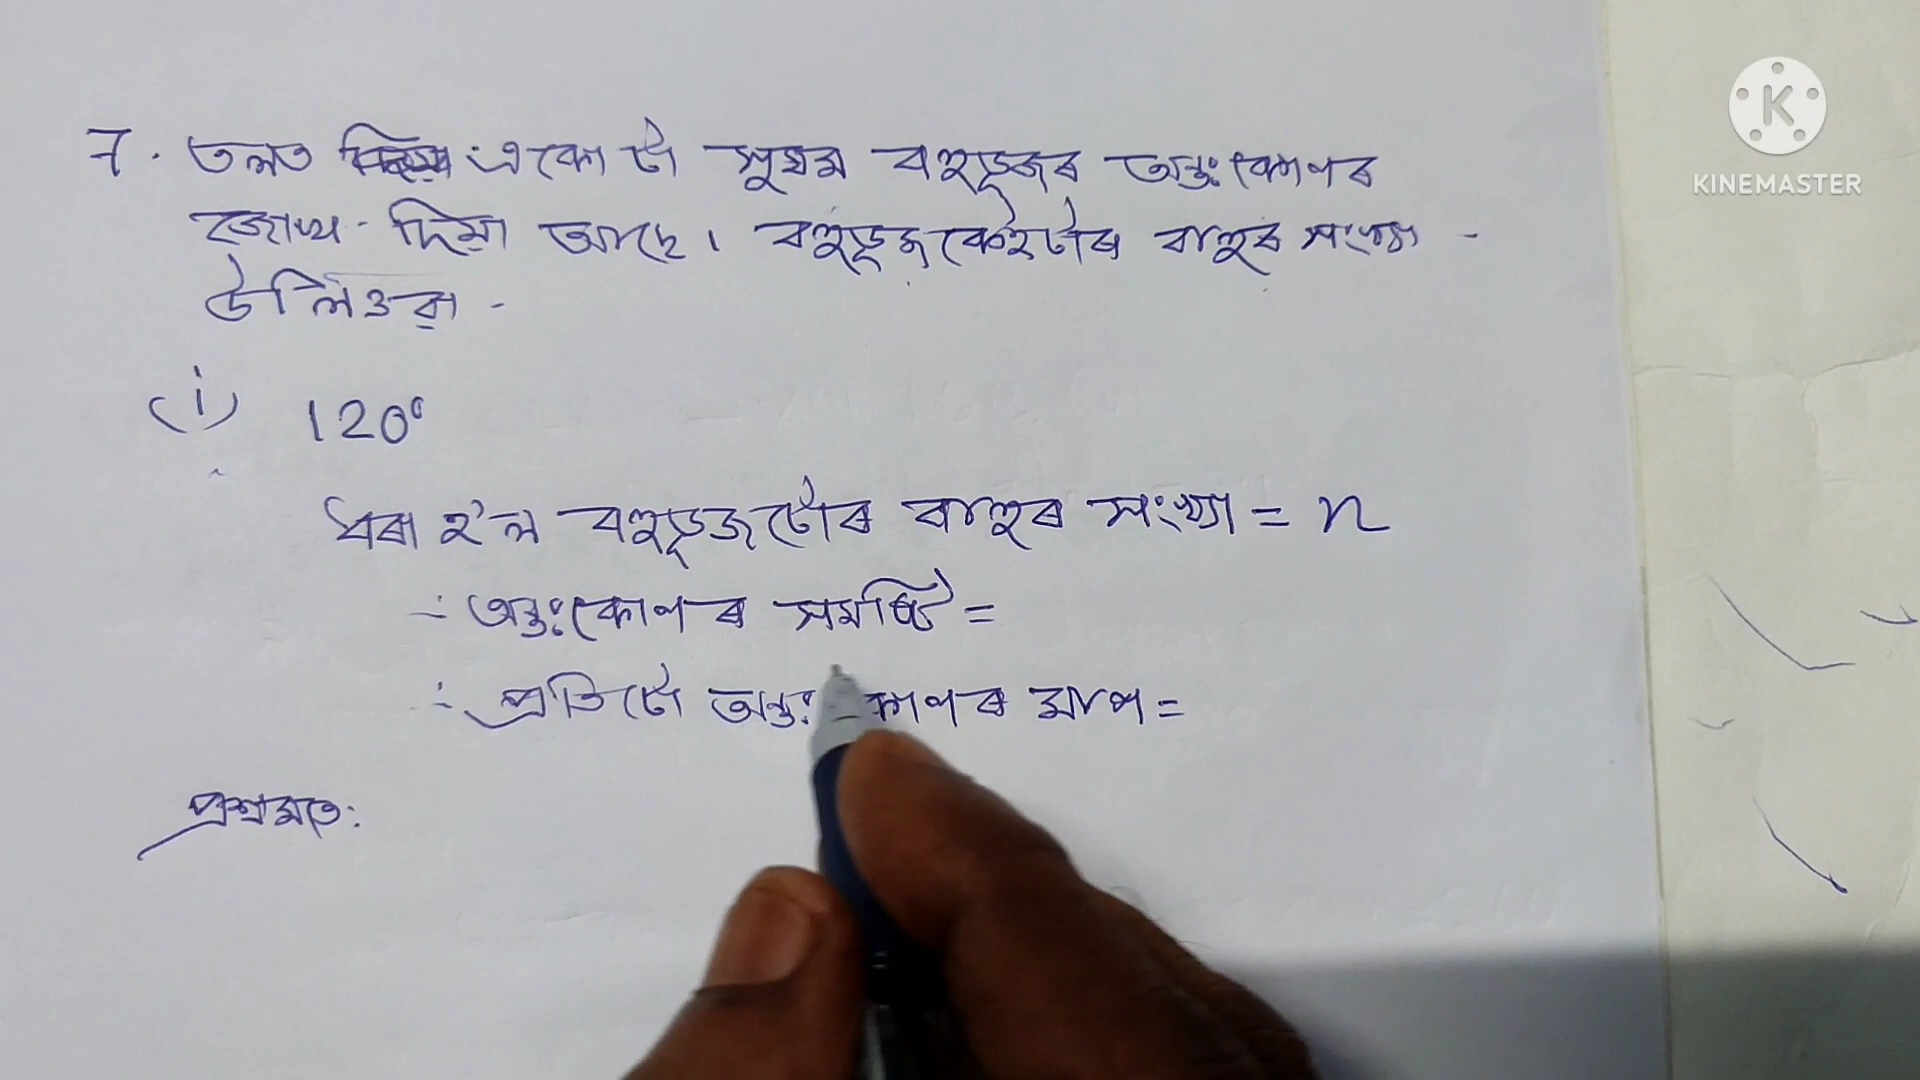 7. তলত একোটা সুষম বহুভূজৰ অন্তঃকোণৰ
জোখ দিয়া আছে। বহুভূজকেইটাৰ বাহুৰ সংখ্যা -
উলিওৱা -
(i) 120°
ধৰা হ'ল বহুভূজটোৰ বাহুৰ সংখ্যা = n
∴ অন্তঃকোণৰ সমষ্টি =
∴ প্ৰতিটো অন্তঃকোণৰ মাপ =
প্ৰশ্নমতে:
K
KINEMASTER